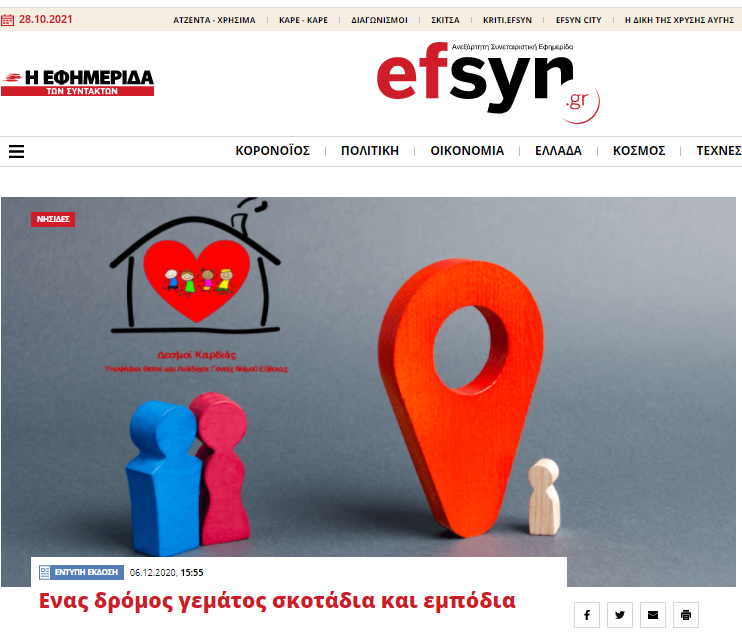 28.10.2021
ΑΤΖΕΝΤΑ - ΧΡΗΣΙΜΑ
ΚΑΡΕ - ΚΑΡΕ
ΔΙΑΓΩΝΙΣΜΟΙ
ΣΚΙΤΣΑ
KRITI.EFSYN
EFSYN CITY
Η ΔΙΚΗ ΤΗΣ ΧΡΥΣΗΣ ΑΥΓΗΣ
Η ΕΦΗΜΕΡΙΔΑ
ΤΩΝ ΣΥΝΤΑΚΤΩΝ
Ανεξάρτητη Συνεταιριστική Εφημερίδα
efsyn
.gr
ΚΟΡΟΝΟΪΟΣ
ΠΟΛΙΤΙΚΗ
ΟΙΚΟΝΟΜΙΑ
ΕΛΛΑΔΑ
ΚΟΣΜΟΣ
ΤΕΧΝΕΣ
ΝΗΣΙΔΕΣ
Δεσμοί Καρδιάς
Υποψήφιοι Θετοί και Ανάδοχοι Γονείς Νομού Εύβοιας
ΕΝΤΥΠΗ ΕΚΔΟΣΗ
06.12.2020, 15:55
Ενας δρόμος γεμάτος σκοτάδια και εμπόδια